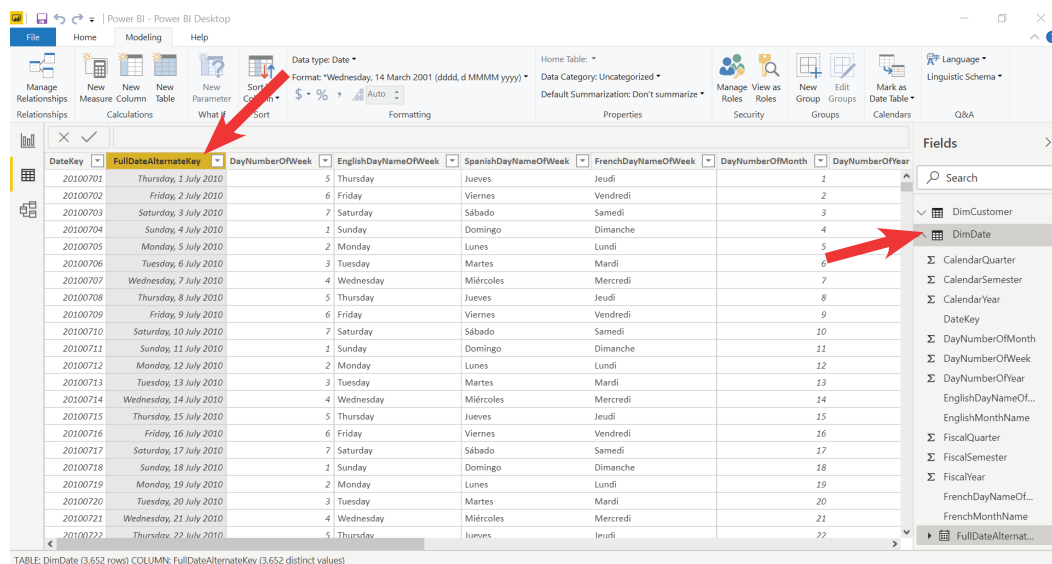 Power BI - Power BI Desktop
File Home Modeling Help
Manage Relationships
New Measure
New Column
New Table
New Parameter
Sort
Data type: Date
Format: *Wednesday, 14 March 2001 (dddd, d MMMM yyyy)
$ % , .00 Auto
Home Table:
Data Category: Uncategorized
Default Summarization: Don't summarize
Manage Roles
View as Roles
New Group
Edit Groups
Mark as Date Table
Language
Linguistic Schema
Relationships Calculations What If Sort Formatting Properties Security Groups Calendars Q&A
DateKey FullDateAlternateKey DayNumberOfWeek EnglishDayNameOfWeek SpanishDayNameOfWeek FrenchDayNameOfWeek DayNumberOfMonth DayNumberOfYear
20100701 Thursday, 1 July 2010 5 Thursday Jueves Jeudi 1
20100702 Friday, 2 July 2010 6 Friday Viernes Vendredi 2
20100703 Saturday, 3 July 2010 7 Saturday Sábado Samedi 3
20100704 Sunday, 4 July 2010 1 Sunday Domingo Dimanche 4
20100705 Monday, 5 July 2010 2 Monday Lunes Lundi 5
20100706 Tuesday, 6 July 2010 3 Tuesday Martes Mardi 6
20100707 Wednesday, 7 July 2010 4 Wednesday Miércoles Mercredi 7
20100708 Thursday, 8 July 2010 5 Thursday Jueves Jeudi 8
20100709 Friday, 9 July 2010 6 Friday Viernes Vendredi 9
20100710 Saturday, 10 July 2010 7 Saturday Sábado Samedi 10
20100711 Sunday, 11 July 2010 1 Sunday Domingo Dimanche 11
20100712 Monday, 12 July 2010 2 Monday Lunes Lundi 12
20100713 Tuesday, 13 July 2010 3 Tuesday Martes Mardi 13
20100714 Wednesday, 14 July 2010 4 Wednesday Miércoles Mercredi 14
20100715 Thursday, 15 July 2010 5 Thursday Jueves Jeudi 15
20100716 Friday, 16 July 2010 6 Friday Viernes Vendredi 16
20100717 Saturday, 17 July 2010 7 Saturday Sábado Samedi 17
20100718 Sunday, 18 July 2010 1 Sunday Domingo Dimanche 18
20100719 Monday, 19 July 2010 2 Monday Lunes Lundi 19
20100720 Tuesday, 20 July 2010 3 Tuesday Martes Mardi 20
20100721 Wednesday, 21 July 2010 4 Wednesday Miércoles Mercredi 21
20100722 Thursday, 22 July 2010 5 Thursday Jueves Jeudi 22
Fields
Search
DimCustomer
DimDate
Σ CalendarQuarter
Σ CalendarSemester
Σ CalendarYear
DateKey
Σ DayNumberOfMonth
Σ DayNumberOfWeek
Σ DayNumberOfYear
EnglishDayNameOf...
EnglishMonthName
Σ FiscalQuarter
Σ FiscalSemester
Σ FiscalYear
FrenchDayNameOf...
FrenchMonthName
FullDateAlternat...
TABLE: DimDate (3,652 rows) COLUMN: FullDateAlternateKey (3,652 distinct values)